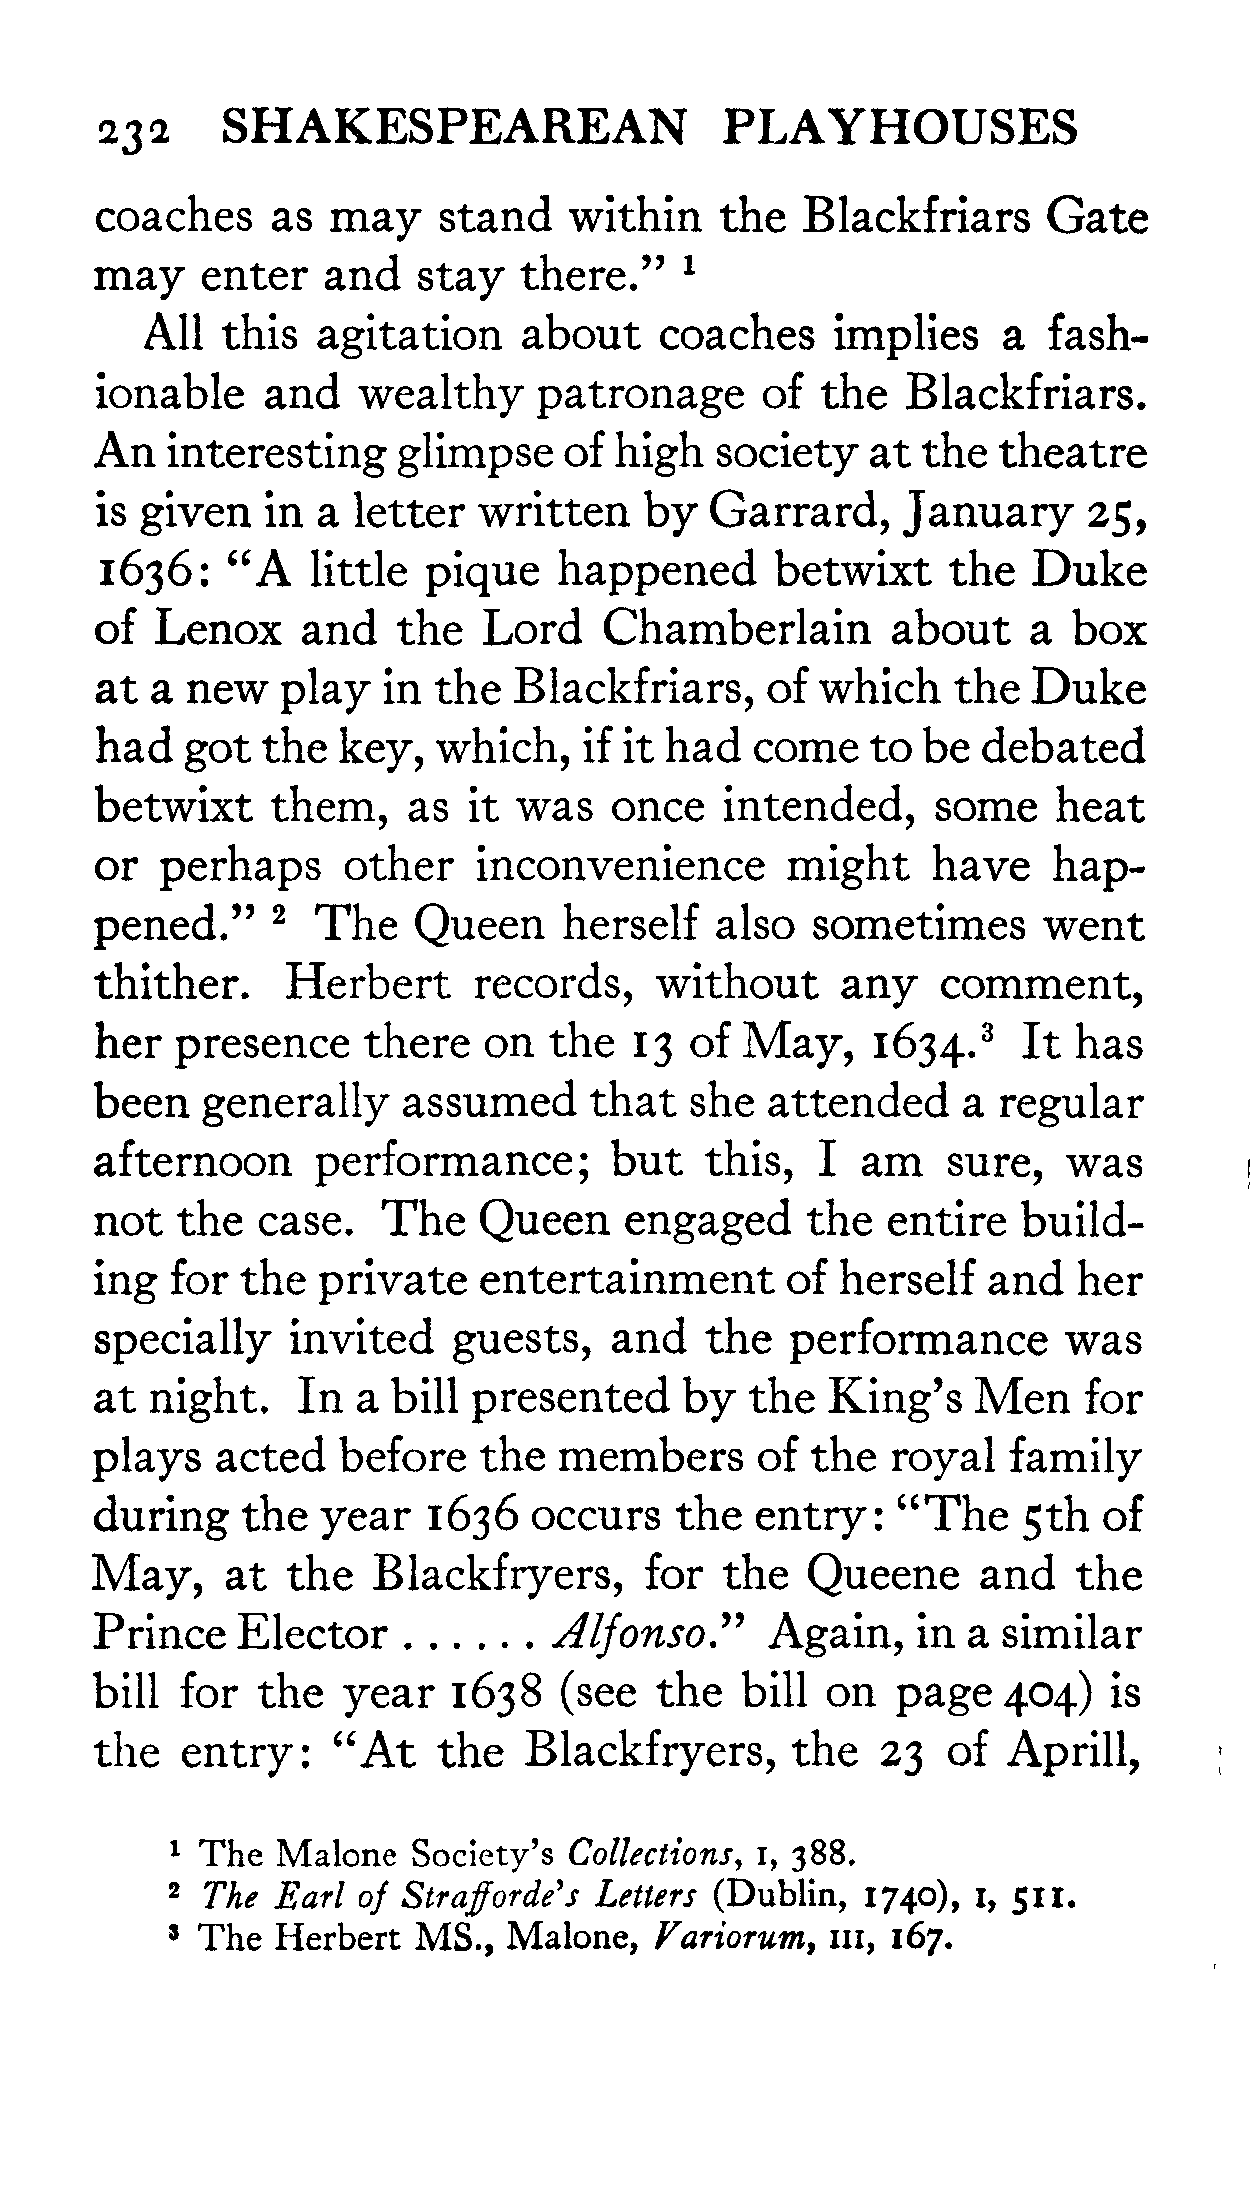 232 SHAKESPEAREAN PLAYHOUSES
coaches as may stand within the Blackfriars Gate
may enter and stay there." ¹
All this agitation about coaches implies a fash-
ionable and wealthy patronage of the Blackfriars.
An interesting glimpse of high society at the theatre
is given in a letter written by Garrard, January 25,
1636: "A little pique happened betwixt the Duke
of Lenox and the Lord Chamberlain about a box
at a new play in the Blackfriars, of which the Duke
had got the key, which, if it had come to be debated
betwixt them, as it was once intended, some heat
or perhaps other inconvenience might have hap-
pened." ² The Queen herself also sometimes went
thither. Herbert records, without any comment,
her presence there on the 13 of May, 1634.³ It has
been generally assumed that she attended a regular
afternoon performance; but this, I am sure, was
not the case. The Queen engaged the entire build-
ing for the private entertainment of herself and her
specially invited guests, and the performance was
at night. In a bill presented by the King's Men for
plays acted before the members of the royal family
during the year 1636 occurs the entry: "The 5th of
May, at the Blackfryers, for the Queene and the
Prince Elector . . . . . . Alfonso." Again, in a similar
bill for the year 1638 (see the bill on page 404) is
the entry: "At the Blackfryers, the 23 of Aprill,
¹ The Malone Society's Collections, I, 388.
² The Earl of Strafforde's Letters (Dublin, 1740), I, 511.
³ The Herbert MS., Malone, Variorum, III, 167.